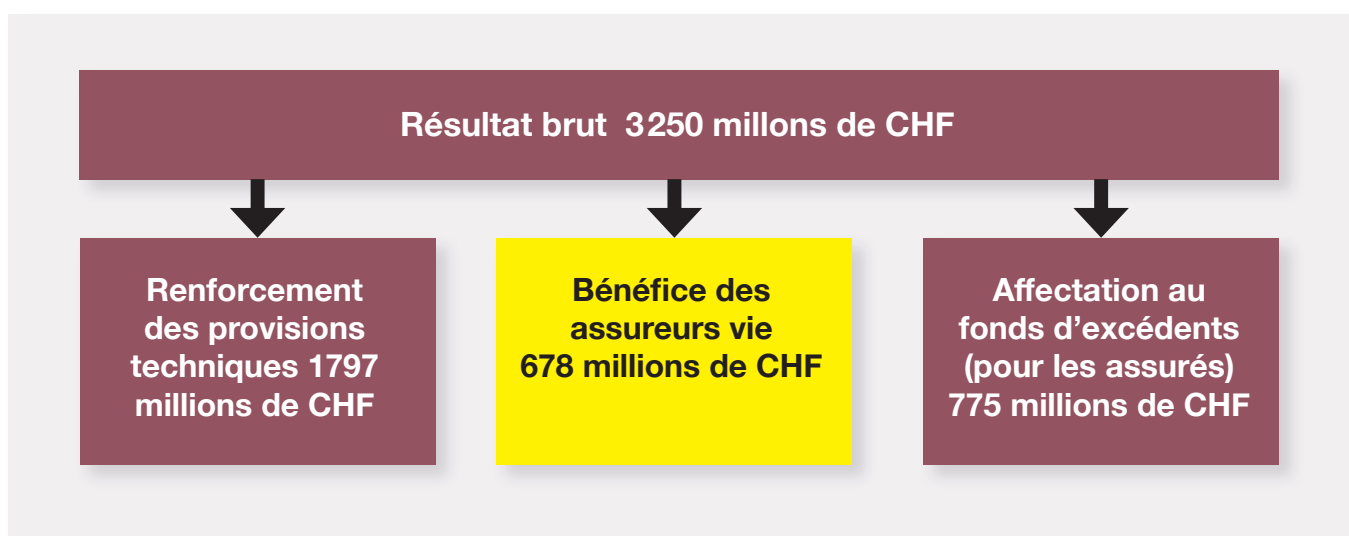 Résultat brut 3250 millons de CHF
Renforcement
des provisions
techniques 1797
millions de CHF
Bénéfice des
assureurs vie
678 millions de CHF
Affectation au
fonds d’excédents
(pour les assurés)
775 millions de CHF